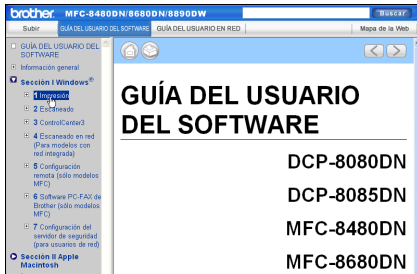 brother MFC-8480DN/8680DN/8890DW
Buscar
Subir
GUÍA DEL USUARIO DEL SOFTWARE
GUÍA DEL USUARIO EN RED
Mapa de la Web
GUÍA DEL USUARIO DEL
SOFTWARE
Información general
Sección I Windows®
1 Impresión
2 Escaneado
3 ControlCenter3
4 Escaneado en red
(Para modelos con
red integrada)
5 Configuración
remota (sólo modelos
MFC)
6 Software PC-FAX de
Brother (sólo modelos
MFC)
7 Configuración del
servidor de seguridad
(para usuarios de red)
Sección II Apple
Macintosh
GUÍA DEL USUARIO
DEL SOFTWARE
DCP-8080DN
DCP-8085DN
MFC-8480DN
MFC-8680DN